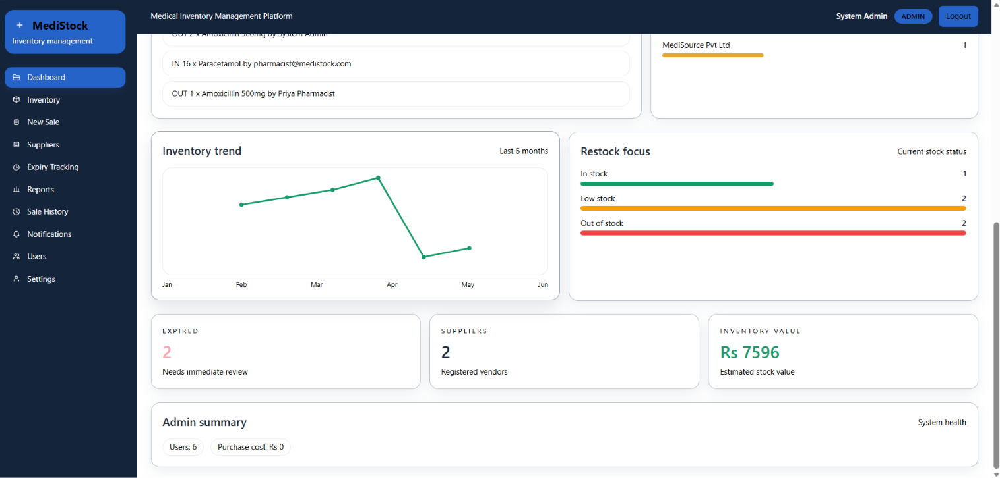 MediStock
Inventory management
Medical Inventory Management Platform
System Admin
ADMIN
Logout
Dashboard
Inventory
New Sale
Suppliers
Expiry Tracking
Reports
Sale History
Notifications
Users
Settings
OUT 2 x Amoxicillin 500mg by System Admin
IN 16 x Paracetamol by pharmacist@medistock.com
OUT 1 x Amoxicillin 500mg by Priya Pharmacist
MediSource Pvt Ltd 1
Inventory trend
Last 6 months
Jan Feb Mar Apr May Jun
Restock focus
Current stock status
In stock 1
Low stock 2
Out of stock 2
EXPIRED
2
Needs immediate review
SUPPLIERS
2
Registered vendors
INVENTORY VALUE
Rs 7596
Estimated stock value
Admin summary
System health
Users: 6
Purchase cost: Rs 0